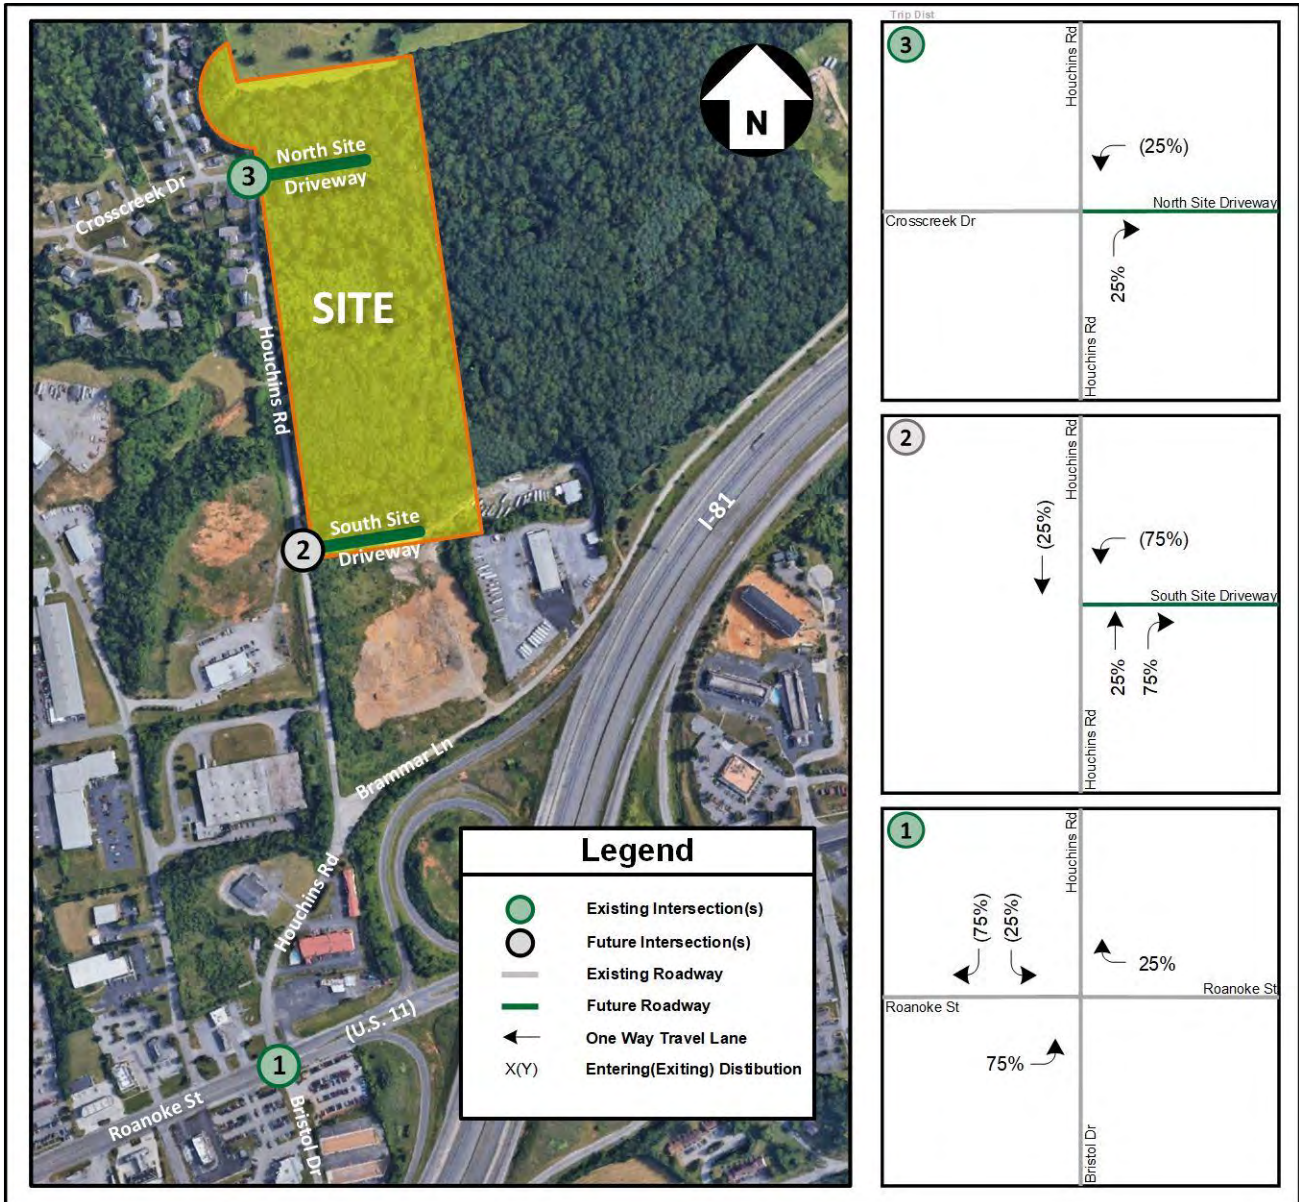 North Site
Driveway
3
Crosscreek Dr
N
SITE
Houchins Rd
I-81
South Site
Driveway
2
Brammar Ln
Houchins Rd
(U.S. 11)
1
Roanoke St
Bristol Dr
Legend
Existing Intersection(s)
Future Intersection(s)
Existing Roadway
Future Roadway
One Way Travel Lane
X(Y) Entering(Exiting) Distibution
Trip Dist
3
Houchins Rd
(25%)
North Site Driveway
Crosscreek Dr
25%
Houchins Rd
2
Houchins Rd
(25%)
(75%)
South Site Driveway
25%
75%
Houchins Rd
1
Houchins Rd
(75%)
(25%)
25%
Roanoke St
Roanoke St
75%
Bristol Dr